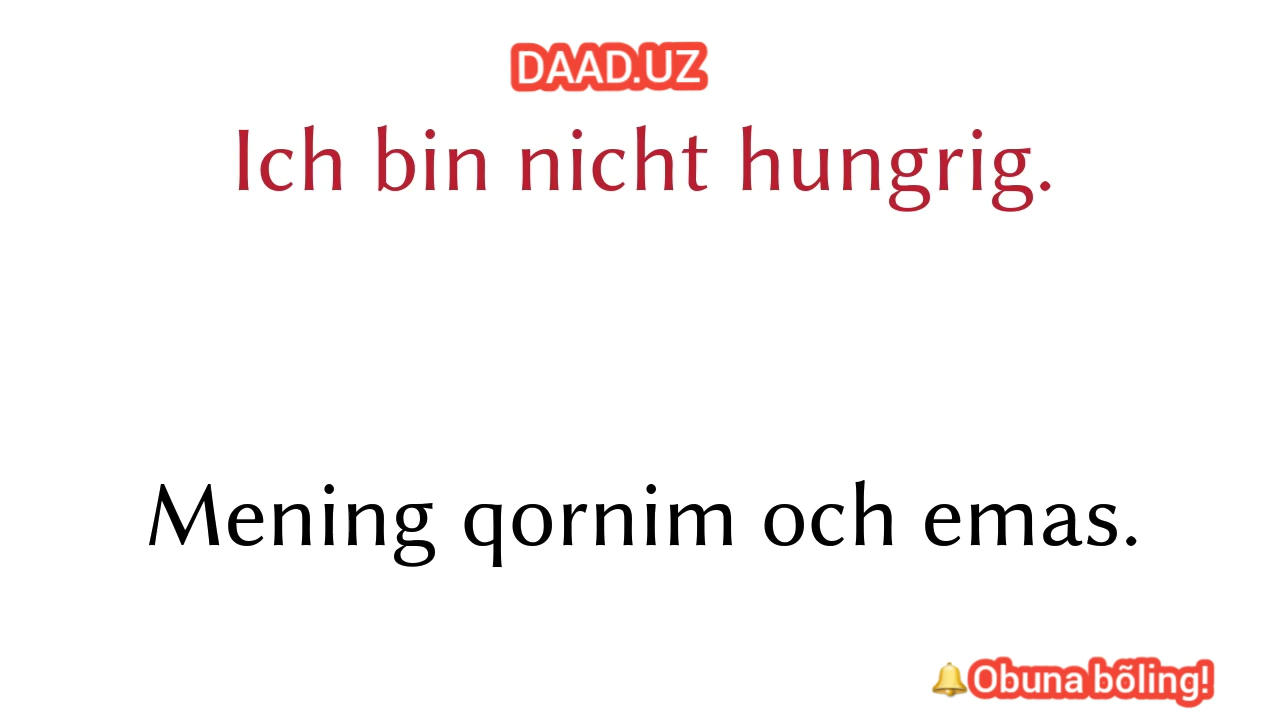 DAAD.UZ
Ich bin nicht hungrig.
Mening qornim och emas.
Obuna bõling!